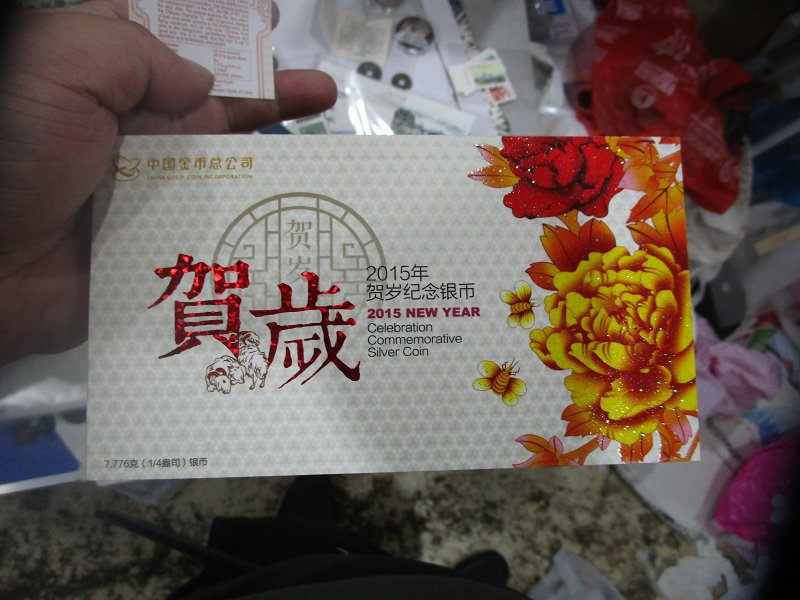 中国金币总公司
CHINA GOLD COIN INCORPORATION
贺岁
賀歲
2015年
贺岁纪念银币
2015 NEW YEAR
Celebration
Commemorative
Silver Coin
7.776克（1/4盎司）银币